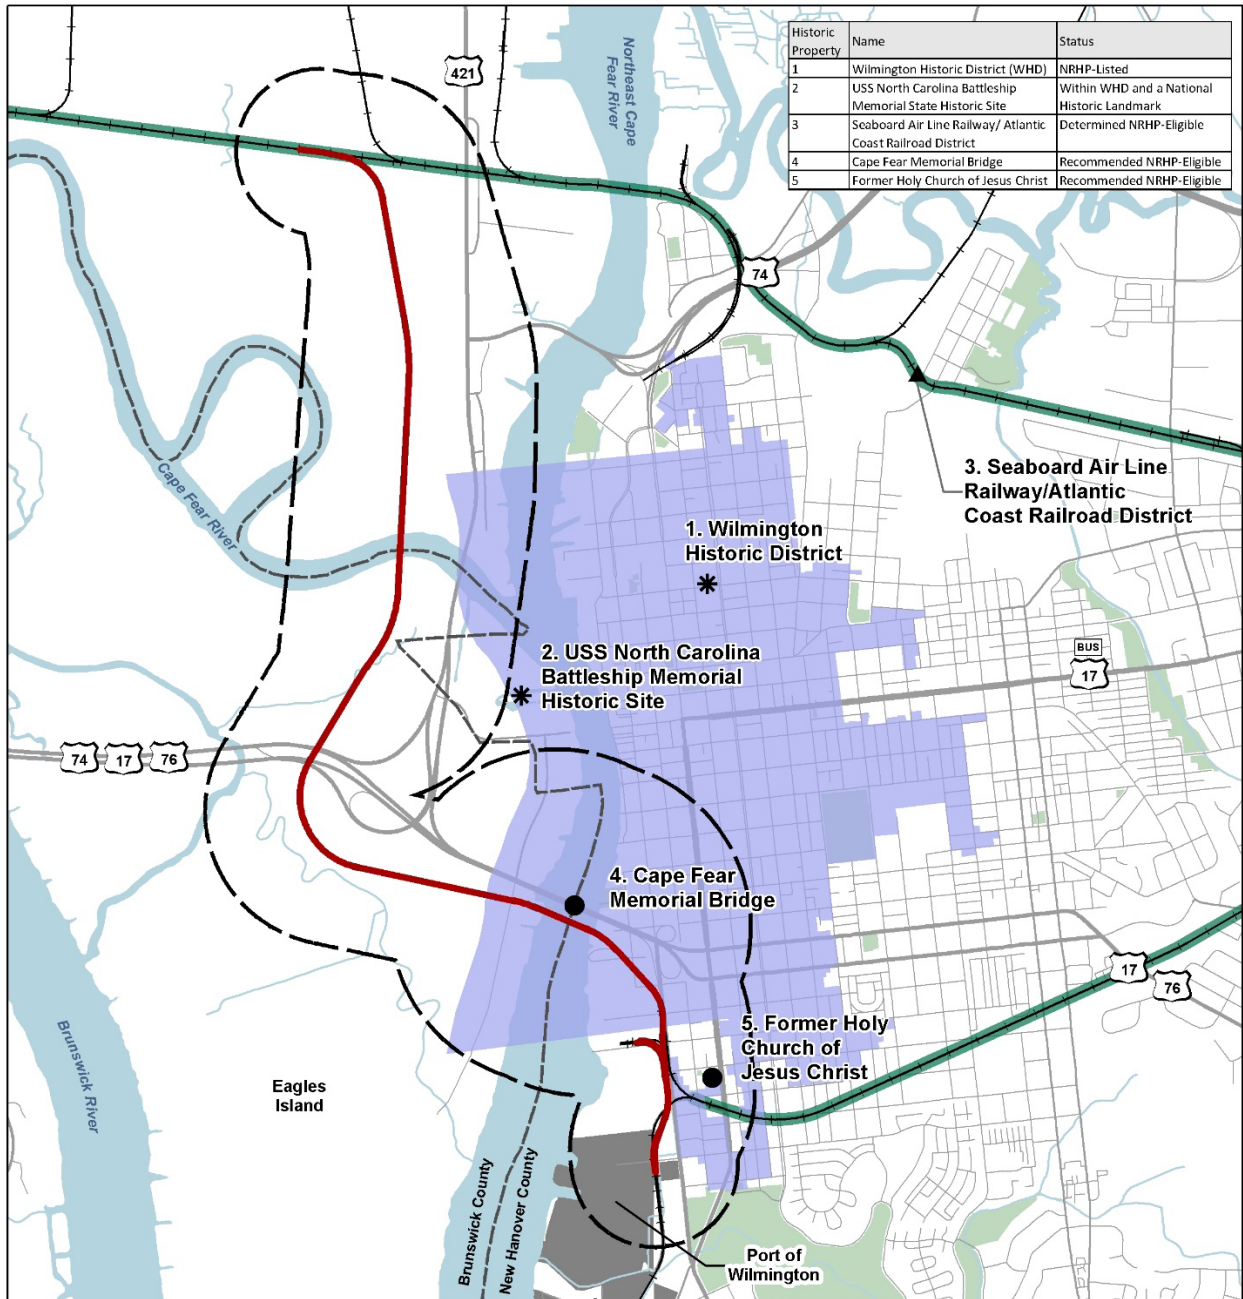 Historic Property | Name | Status
1 | Wilmington Historic District (WHD) | NRHP-Listed
2 | USS North Carolina Battleship Memorial State Historic Site | Within WHD and a National Historic Landmark
3 | Seaboard Air Line Railway/ Atlantic Coast Railroad District | Determined NRHP-Eligible
4 | Cape Fear Memorial Bridge | Recommended NRHP-Eligible
5 | Former Holy Church of Jesus Christ | Recommended NRHP-Eligible
421
Northeast Cape
Fear River
74
3. Seaboard Air Line
Railway/Atlantic
Coast Railroad District
Cape Fear River
1. Wilmington
Historic District
2. USS North Carolina
Battleship Memorial
Historic Site
BUS
17
74
17
76
4. Cape Fear
Memorial Bridge
17
76
5. Former Holy
Church of
Jesus Christ
Brunswick River
Eagles
Island
Brunswick County
New Hanover County
Port of
Wilmington